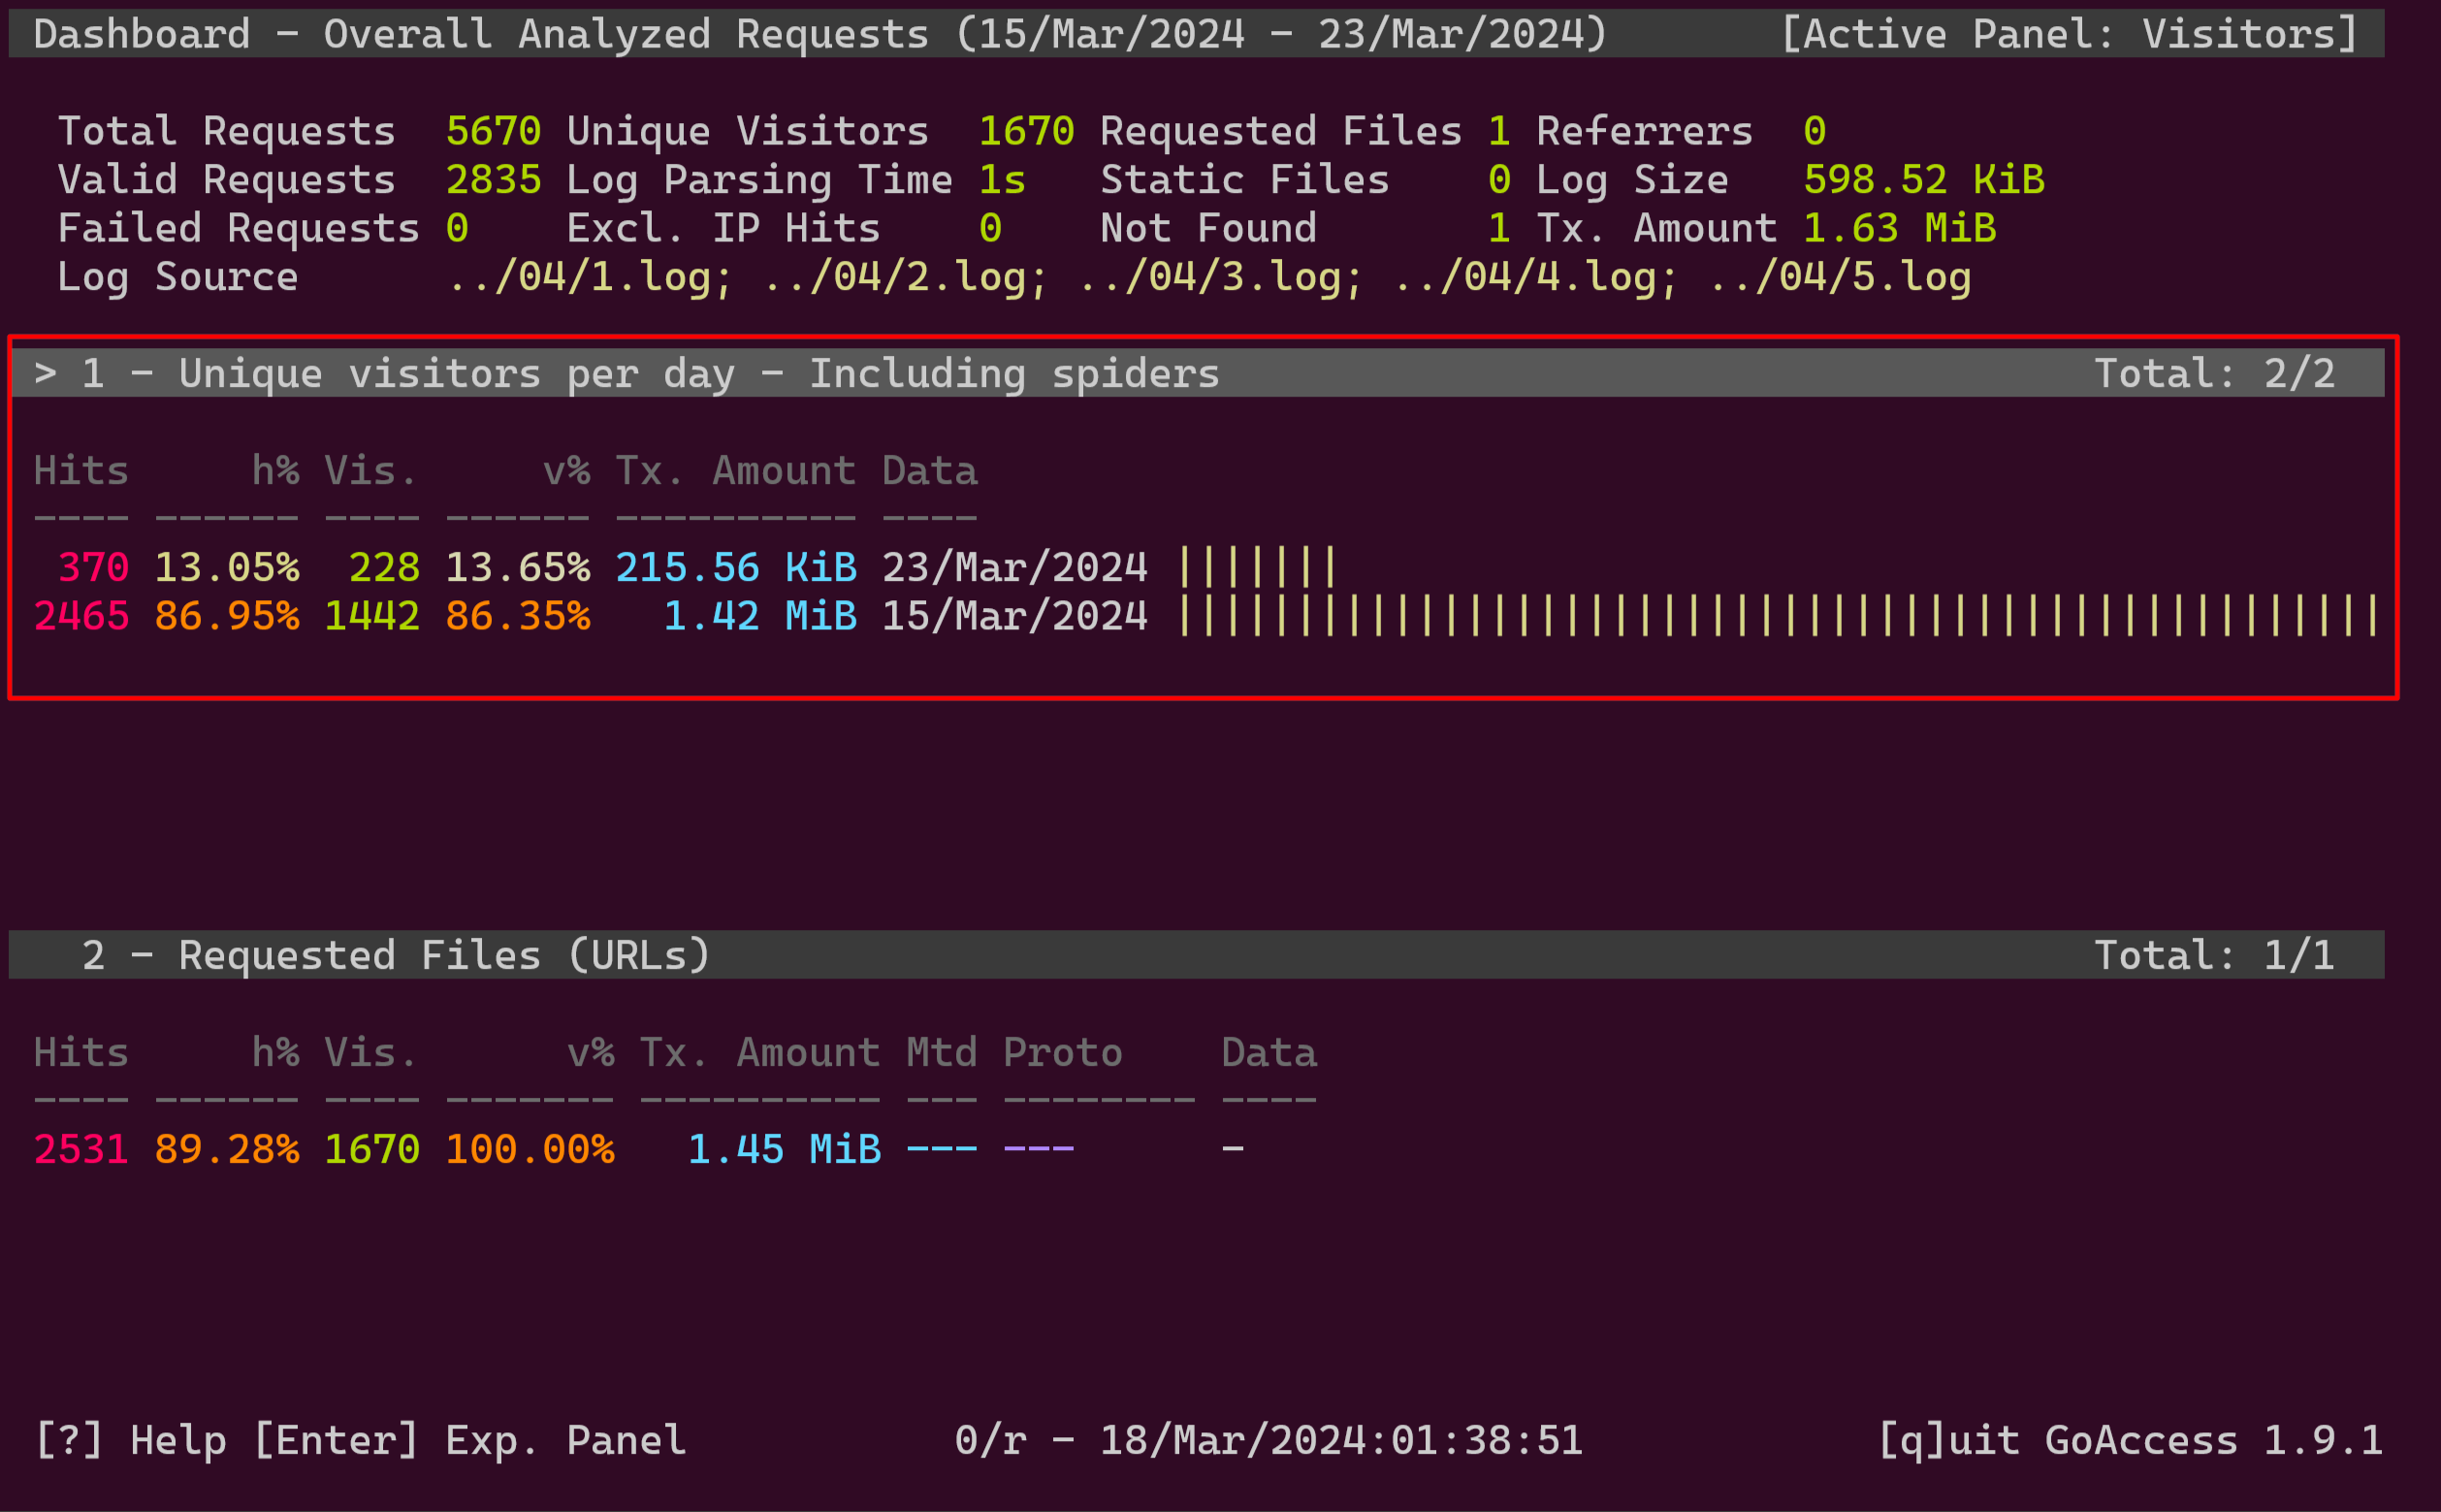 Dashboard - Overall Analyzed Requests (15/Mar/2024 - 23/Mar/2024) [Active Panel: Visitors]
Total Requests 5670 Unique Visitors 1670 Requested Files 1 Referrers 0
Valid Requests 2835 Log Parsing Time 1s Static Files 0 Log Size 598.52 KiB
Failed Requests 0 Excl. IP Hits 0 Not Found 1 Tx. Amount 1.63 MiB
Log Source ../04/1.log; ../04/2.log; ../04/3.log; ../04/4.log; ../04/5.log
> 1 - Unique visitors per day - Including spiders Total: 2/2
Hits h% Vis. v% Tx. Amount Data
---- ------ ---- ------ ---------- ----
370 13.05% 228 13.65% 215.56 KiB 23/Mar/2024 |||||||
2465 86.95% 1442 86.35% 1.42 MiB 15/Mar/2024 ||||||||||||||||||||||||||||||||||||||||||||||||||
2 - Requested Files (URLs) Total: 1/1
Hits h% Vis. v% Tx. Amount Mtd Proto Data
---- ------ ---- ------- ---------- --- -------- ----
2531 89.28% 1670 100.00% 1.45 MiB --- --- -
[?] Help [Enter] Exp. Panel 0/r - 18/Mar/2024:01:38:51 [q]uit GoAccess 1.9.1